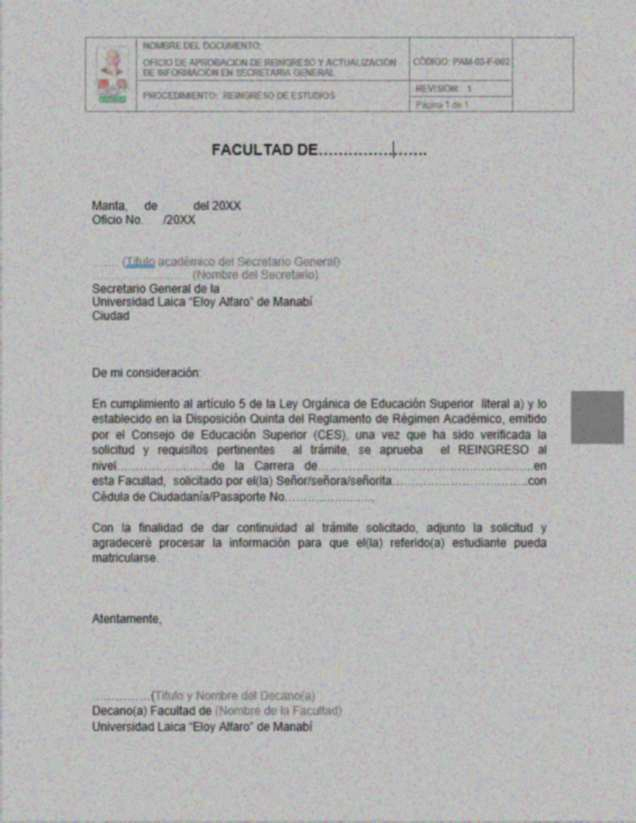 NOMBRE DEL DOCUMENTO:
OFICIO DE APROBACIÓN DE REINGRESO Y ACTUALIZACIÓN
DE INFORMACIÓN EN SECRETARÍA GENERAL
CÓDIGO: PAM-03-F-002
PROCEDIMIENTO: REINGRESO DE ESTUDIOS
REVISIÓN: 1
Página 1 de 1
FACULTAD DE......................
Manta, de del 20XX
Oficio No. /20XX
....... (Título académico del Secretario General)
......................... (Nombre del Secretario)
Secretario General de la
Universidad Laica "Eloy Alfaro" de Manabí
Ciudad
De mi consideración:
En cumplimiento al artículo 5 de la Ley Orgánica de Educación Superior literal a) y lo
establecido en la Disposición Quinta del Reglamento de Régimen Académico, emitido
por el Consejo de Educación Superior (CES), una vez que ha sido verificada la
solicitud y requisitos pertinentes al trámite, se aprueba el REINGRESO al
nivel..........................de la Carrera de............................................................en
esta Facultad, solicitado por el(la) Señor/señora/señorita......................................con
Cédula de Ciudadanía/Pasaporte No.........................
Con la finalidad de dar continuidad al trámite solicitado, adjunto la solicitud y
agradeceré procesar la información para que el(la) referido(a) estudiante pueda
matricularse.
Atentamente,
................(Título y Nombre del Decano(a)
Decano(a) Facultad de (Nombre de la Facultad)
Universidad Laica "Eloy Alfaro" de Manabí